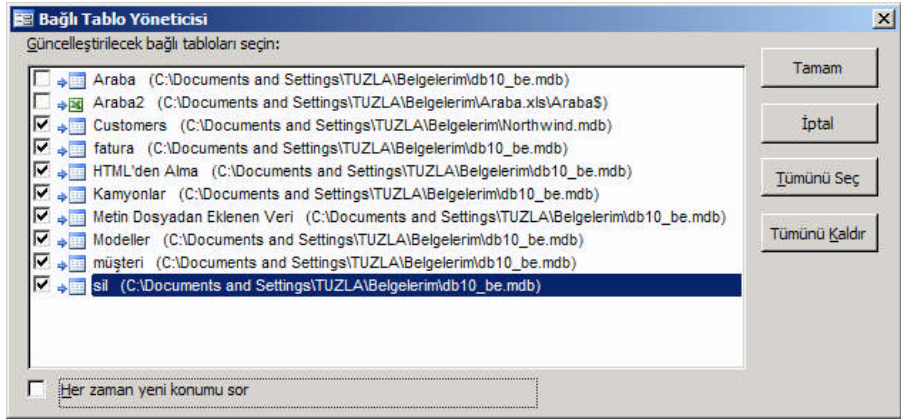 Bağlı Tablo Yöneticisi
Güncelleştirilecek bağlı tabloları seçin:
Araba (C:\Documents and Settings\TUZLA\Belgelerim\db10_be.mdb)
Araba2 (C:\Documents and Settings\TUZLA\Belgelerim\Araba.xls\Araba$)
Customers (C:\Documents and Settings\TUZLA\Belgelerim\Northwind.mdb)
fatura (C:\Documents and Settings\TUZLA\Belgelerim\db10_be.mdb)
HTML'den Alma (C:\Documents and Settings\TUZLA\Belgelerim\db10_be.mdb)
Kamyonlar (C:\Documents and Settings\TUZLA\Belgelerim\db10_be.mdb)
Metin Dosyadan Eklenen Veri (C:\Documents and Settings\TUZLA\Belgelerim\db10_be.mdb)
Modeller (C:\Documents and Settings\TUZLA\Belgelerim\db10_be.mdb)
müşteri (C:\Documents and Settings\TUZLA\Belgelerim\db10_be.mdb)
sil (C:\Documents and Settings\TUZLA\Belgelerim\db10_be.mdb)
Her zaman yeni konumu sor
Tamam
İptal
Tümünü Seç
Tümünü Kaldır